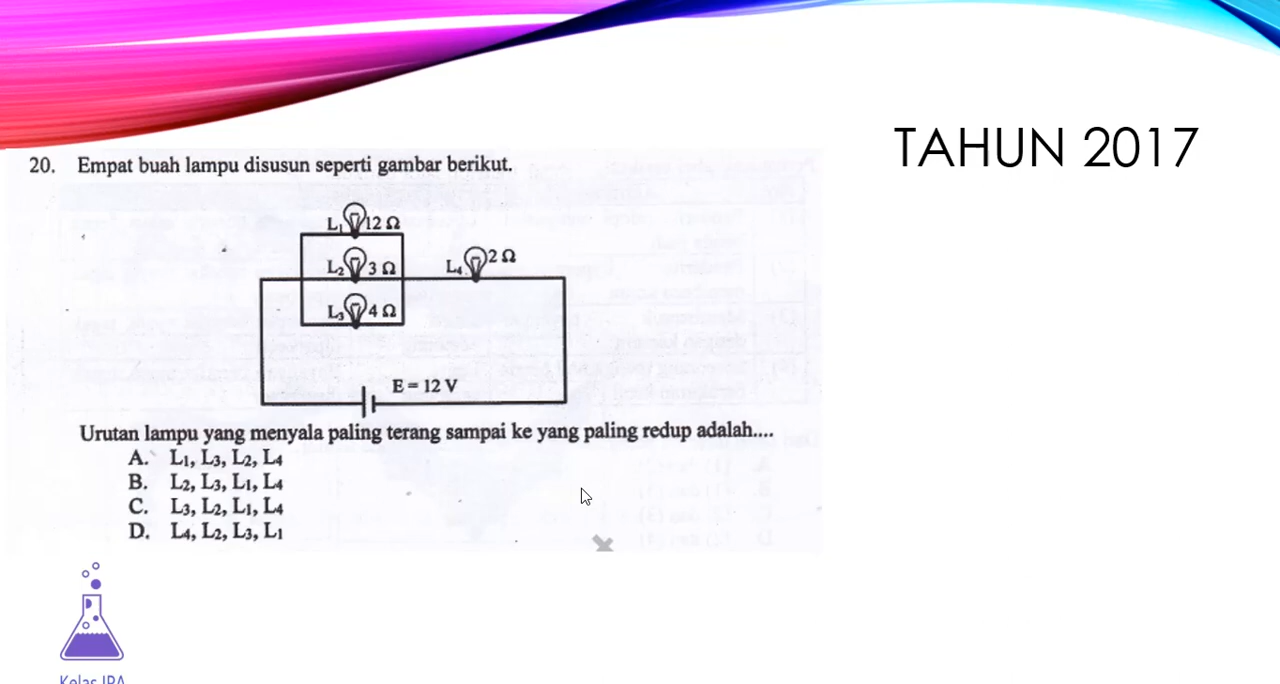 TAHUN 2017
20. Empat buah lampu disusun seperti gambar berikut.
L1 12 Ω
L2 3 Ω
L4 2 Ω
L3 4 Ω
E = 12 V
Urutan lampu yang menyala paling terang sampai ke yang paling redup adalah....
A. L1, L3, L2, L4
B. L2, L3, L1, L4
C. L3, L2, L1, L4
D. L4, L2, L3, L1
Kelas IPA